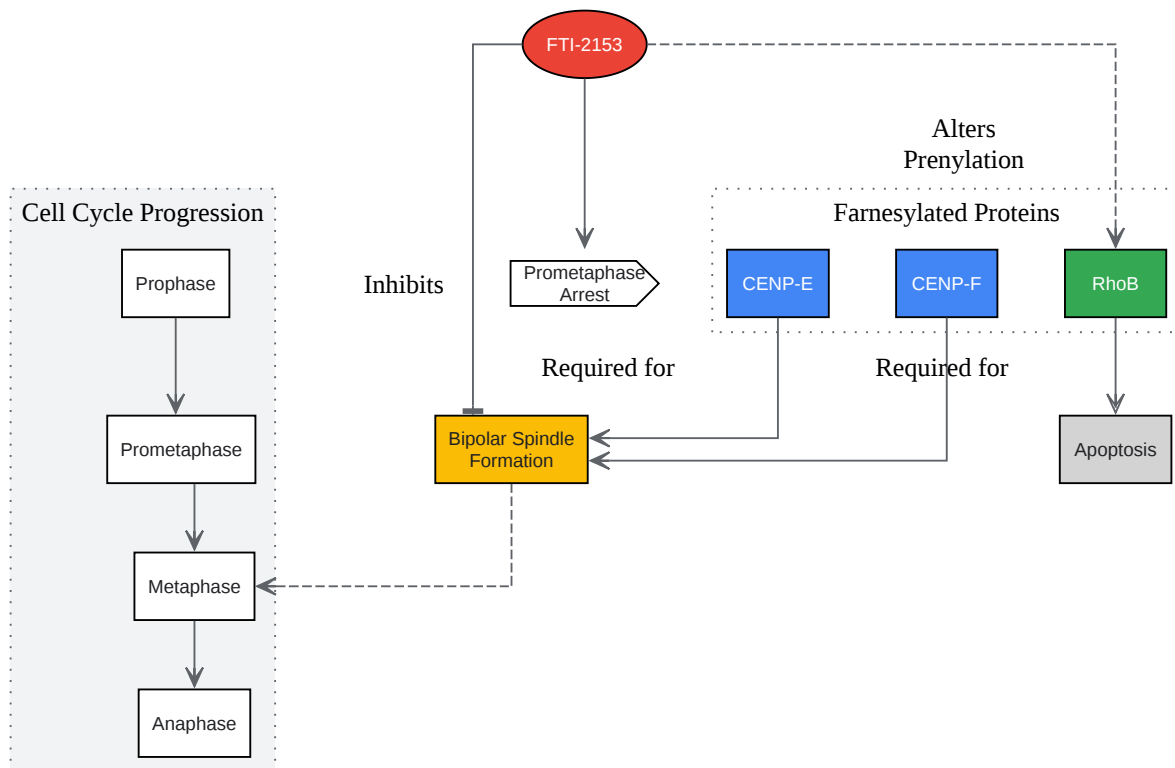 FTI-2153
Alters
Prenylation
Cell Cycle Progression
Farnesylated Proteins
Prophase
Inhibits
Prometaphase
Arrest
CENP-E
CENP-F
RhoB
Required for
Required for
Prometaphase
Bipolar Spindle
Formation
Apoptosis
Metaphase
Anaphase